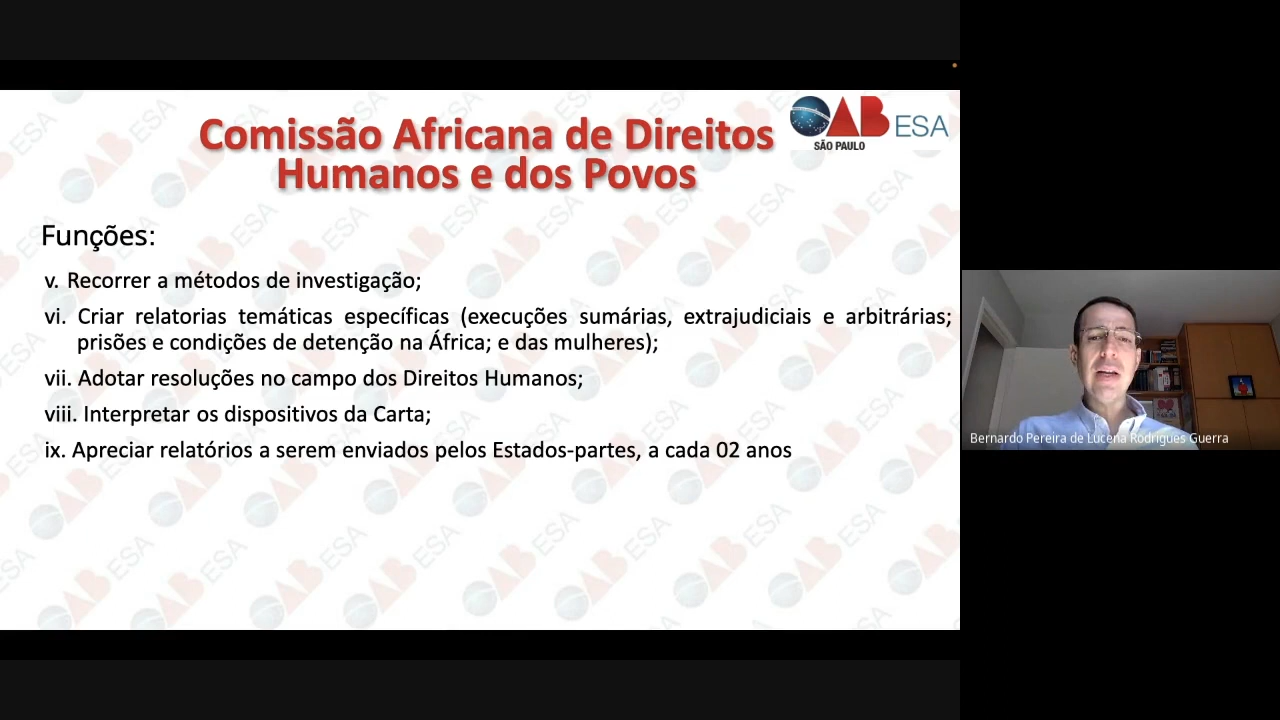 Comissão Africana de Direitos
Humanos e dos Povos
OAB ESA
SÃO PAULO
Funções:
v. Recorrer a métodos de investigação;
vi. Criar relatorias temáticas específicas (execuções sumárias, extrajudiciais e arbitrárias;
prisões e condições de detenção na África; e das mulheres);
vii. Adotar resoluções no campo dos Direitos Humanos;
viii. Interpretar os dispositivos da Carta;
ix. Apreciar relatórios a serem enviados pelos Estados-partes, a cada 02 anos
Bernardo Pereira de Lucena Rodrigues Guerra